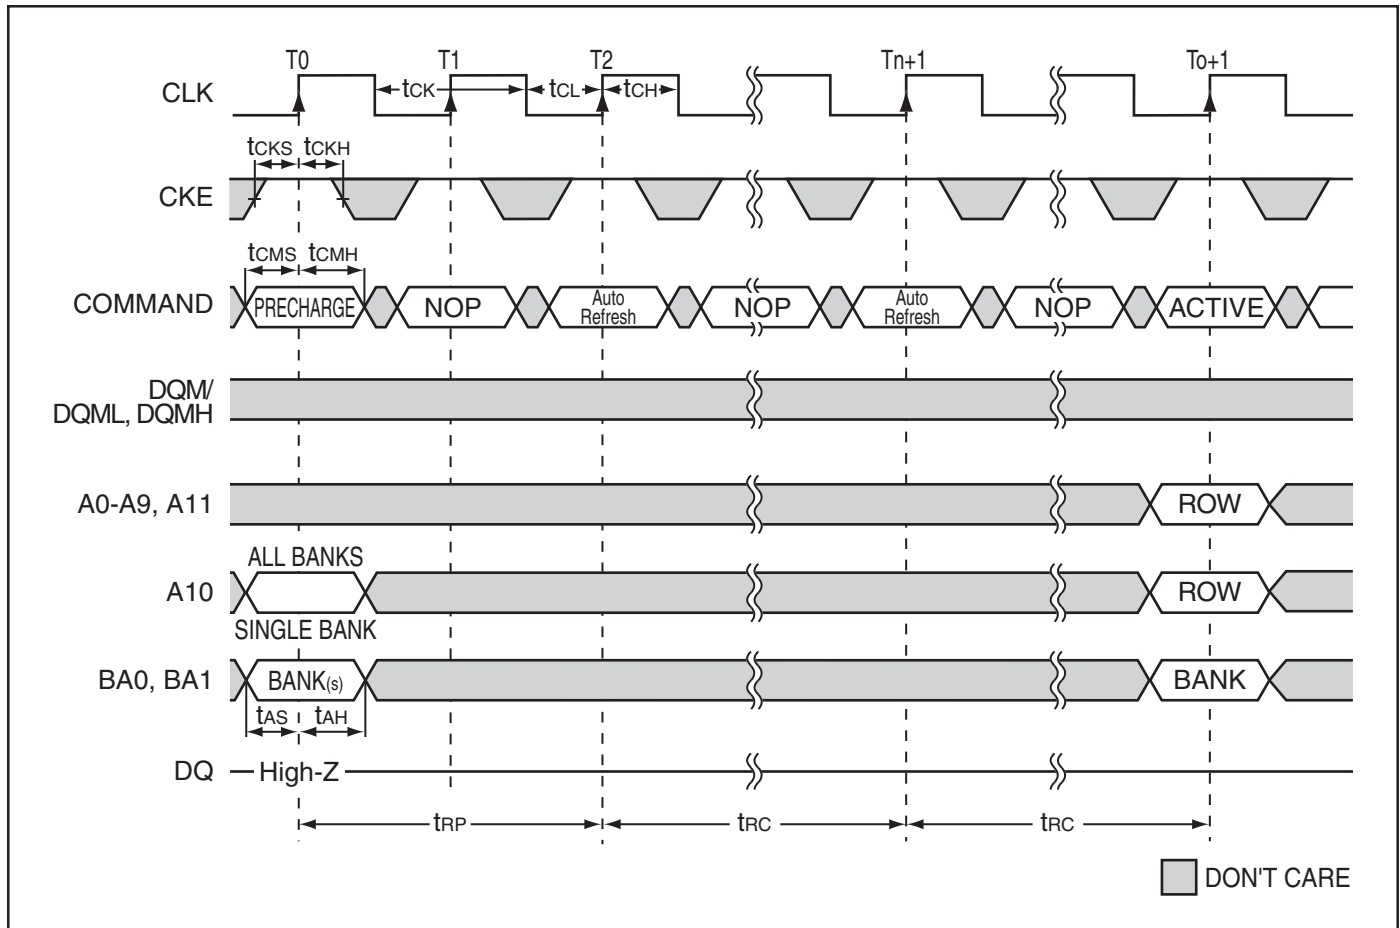 T0 T1 T2 Tn+1 To+1
CLK tCK tCL tCH
tCKS tCKH
CKE
tCMS tCMH
COMMAND PRECHARGE NOP Auto Refresh NOP Auto Refresh NOP ACTIVE
DQM/
DQML, DQMH
A0-A9, A11 ROW
ALL BANKS
A10 ROW
SINGLE BANK
BA0, BA1 BANK(s) BANK
tAS tAH
DQ High-Z
tRP tRC tRC
DON'T CARE